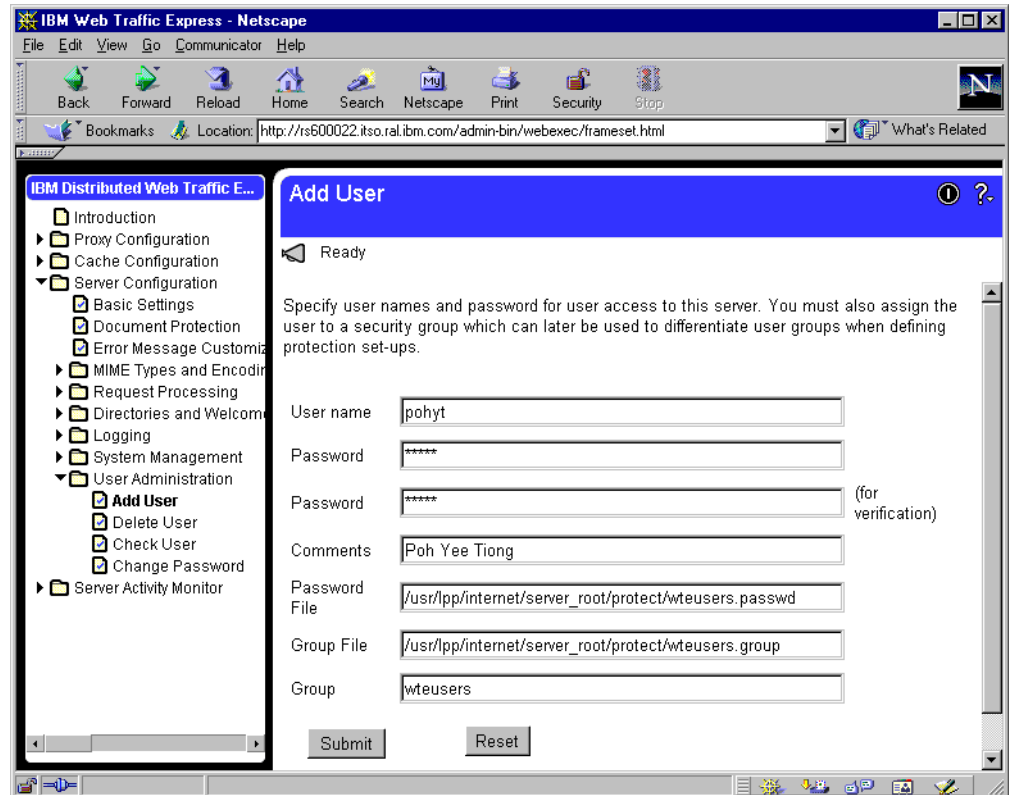 IBM Web Traffic Express - Netscape
File Edit View Go Communicator Help
Back Forward Reload Home Search Netscape Print Security Stop
My
N
Bookmarks Location: http://rs600022.itso.ral.ibm.com/admin-bin/webexec/frameset.html What's Related
IBM Distributed Web Traffic E...
Introduction
Proxy Configuration
Cache Configuration
Server Configuration
Basic Settings
Document Protection
Error Message Customiz
MIME Types and Encodin
Request Processing
Directories and Welcom
Logging
System Management
User Administration
Add User
Delete User
Check User
Change Password
Server Activity Monitor
Add User
Ready
Specify user names and password for user access to this server. You must also assign the
user to a security group which can later be used to differentiate user groups when defining
protection set-ups.
User name pohyt
Password *****
Password ***** (for
verification)
Comments Poh Yee Tiong
Password
File /usr/lpp/internet/server_root/protect/wteusers.passwd
Group File /usr/lpp/internet/server_root/protect/wteusers.group
Group wteusers
Submit Reset